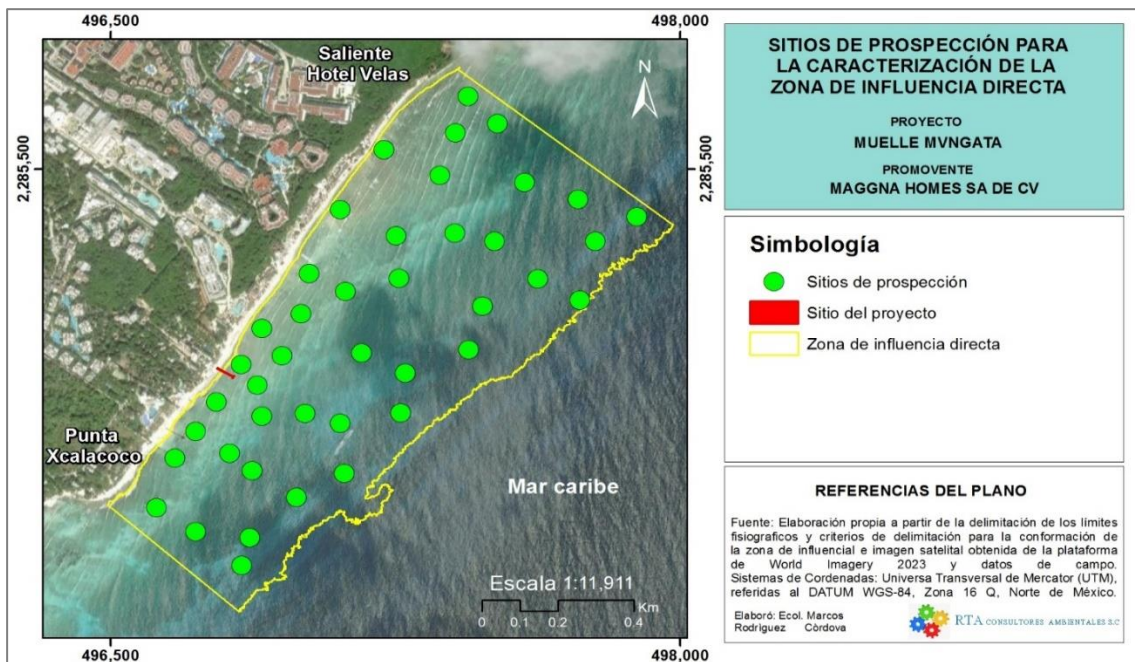 496,500
498,000
2,285,500
2,285,500
Saliente
Hotel Velas
N
Punta
Xcalacoco
Mar caribe
Escala 1:11,911
Km
0 0.1 0.2 0.4
496,500
498,000
SITIOS DE PROSPECCIÓN PARA
LA CARACTERIZACIÓN DE LA
ZONA DE INFLUENCIA DIRECTA
PROYECTO
MUELLE MVNGATA
PROMOVENTE
MAGGNA HOMES SA DE CV
Simbología
Sitios de prospección
Sitio del proyecto
Zona de influencia directa
REFERENCIAS DEL PLANO
Fuente: Elaboración propia a partir de la delimitación de los límites
fisiograficos y criterios de delimitación para la conformación de
la zona de influencial e imagen satelital obtenida de la plataforma
de World Imagery 2023 y datos de campo.
Sistemas de Cordenadas: Universa Transversal de Mercator (UTM),
referidas al DATUM WGS-84, Zona 16 Q, Norte de México.
Elaboró: Ecol. Marcos
Rodríguez Córdova
RTA CONSULTORES AMBIENTALES S.C